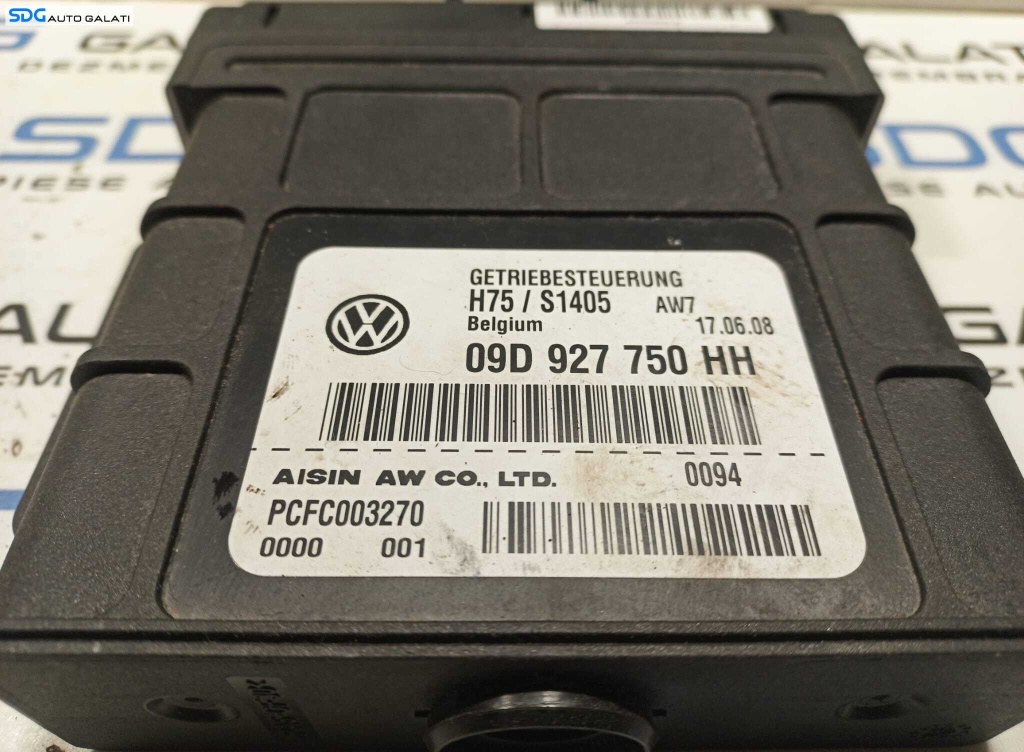 SDG AUTO GALATI
GETRIEBESTEUERUNG
H75 / S1405 AW7
Belgium 17.06.08
09D 927 750 HH
AISIN AW CO., LTD. 0094
PCFC003270
0000 001